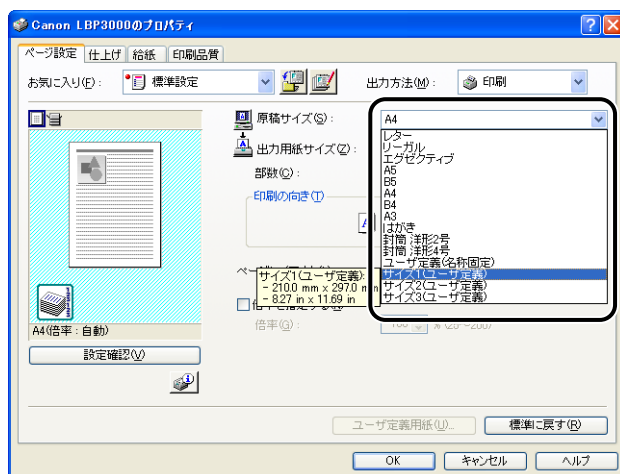 Canon LBP3000のプロパティ
ページ設定 仕上げ 給紙 印刷品質
お気に入り(F): 標準設定 出力方法(M): 印刷
原稿サイズ(S): A4
出力用紙サイズ(Z):
部数(C):
印刷の向き(T)
A
レター
リーガル
エグゼクティブ
A5
B5
A4
B4
A3
はがき
封筒 洋形2号
封筒 洋形4号
ユーザ定義(名称固定)
サイズ1(ユーザ定義)
サイズ2(ユーザ定義)
サイズ3(ユーザ定義)
サイズ1(ユーザ定義):
- 210.0 mm x 297.0 m
- 8.27 in x 11.69 in
倍率(G):
A4(倍率:自動)
設定確認(V)
ユーザ定義用紙(U)... 標準に戻す(R)
OK キャンセル ヘルプ